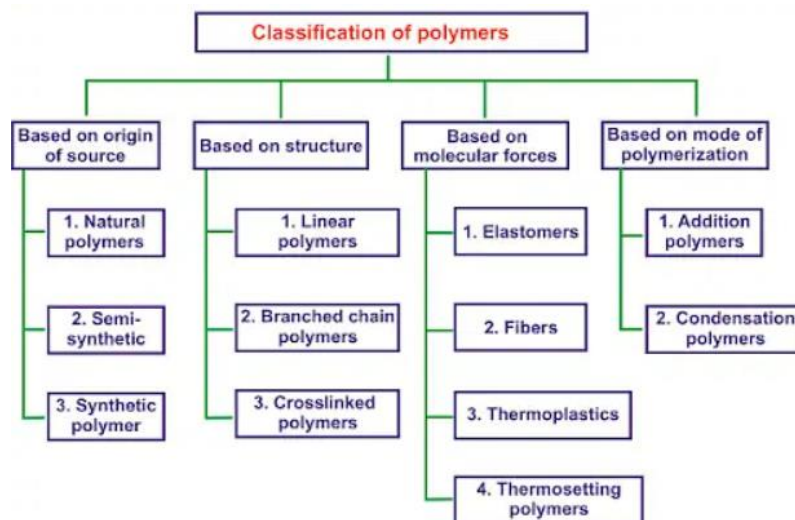 Classification of polymers
Based on origin
of source
Based on structure
Based on
molecular forces
Based on mode of
polymerization
1. Natural
polymers
2. Semi-
synthetic
3. Synthetic
polymer
1. Linear
polymers
2. Branched chain
polymers
3. Crosslinked
polymers
1. Elastomers
2. Fibers
3. Thermoplastics
4. Thermosetting
polymers
1. Addition
polymers
2. Condensation
polymers